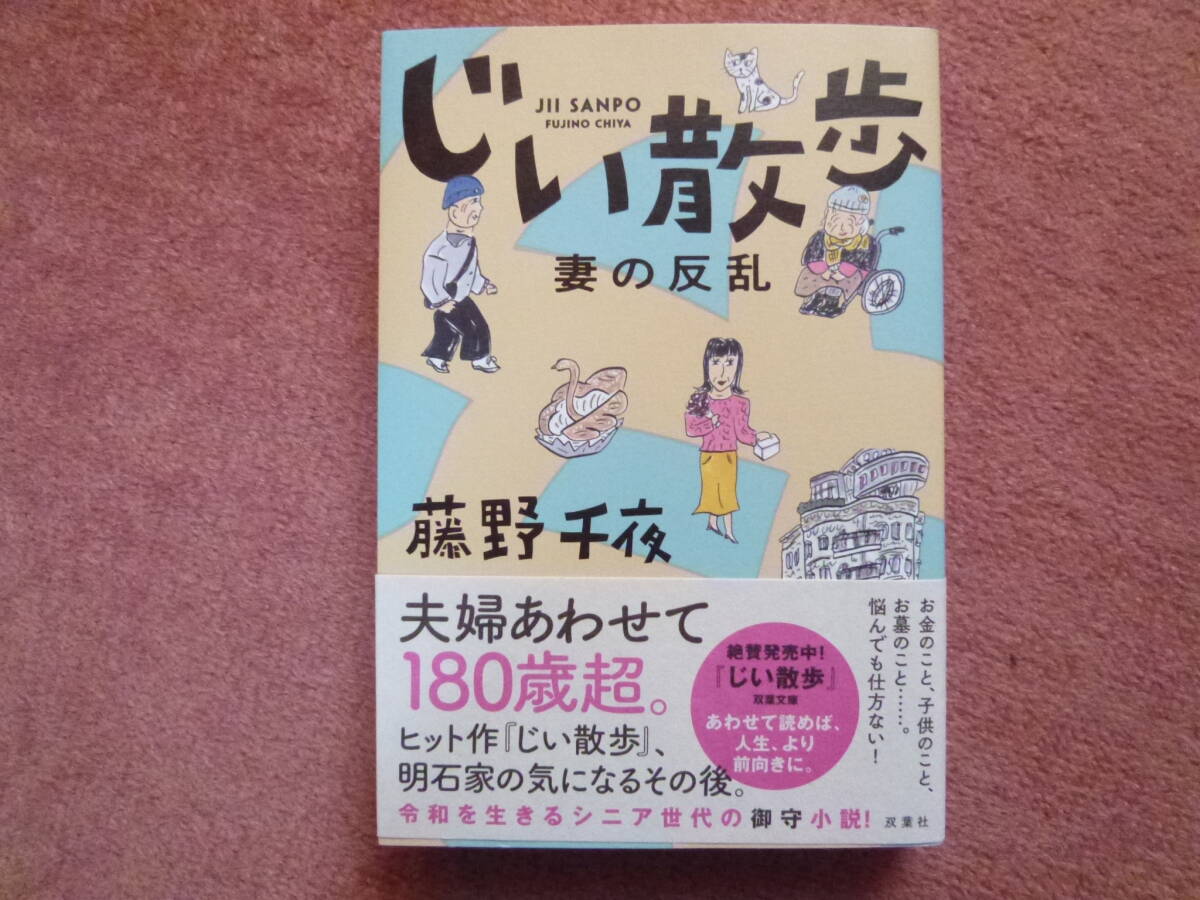 じい散歩
JII SANPO
FUJINO CHIYA
妻の反乱
藤野千夜
夫婦あわせて
180歳超。
ヒット作『じい散歩』、
明石家の気になるその後。
令和を生きるシニア世代の御守小説!
絶賛発売中!
『じい散歩』
双葉文庫
あわせて読めば、
人生、より
前向きに。
お金のこと、子供のこと、
お墓のこと……。
悩んでも仕方ない!
双葉社